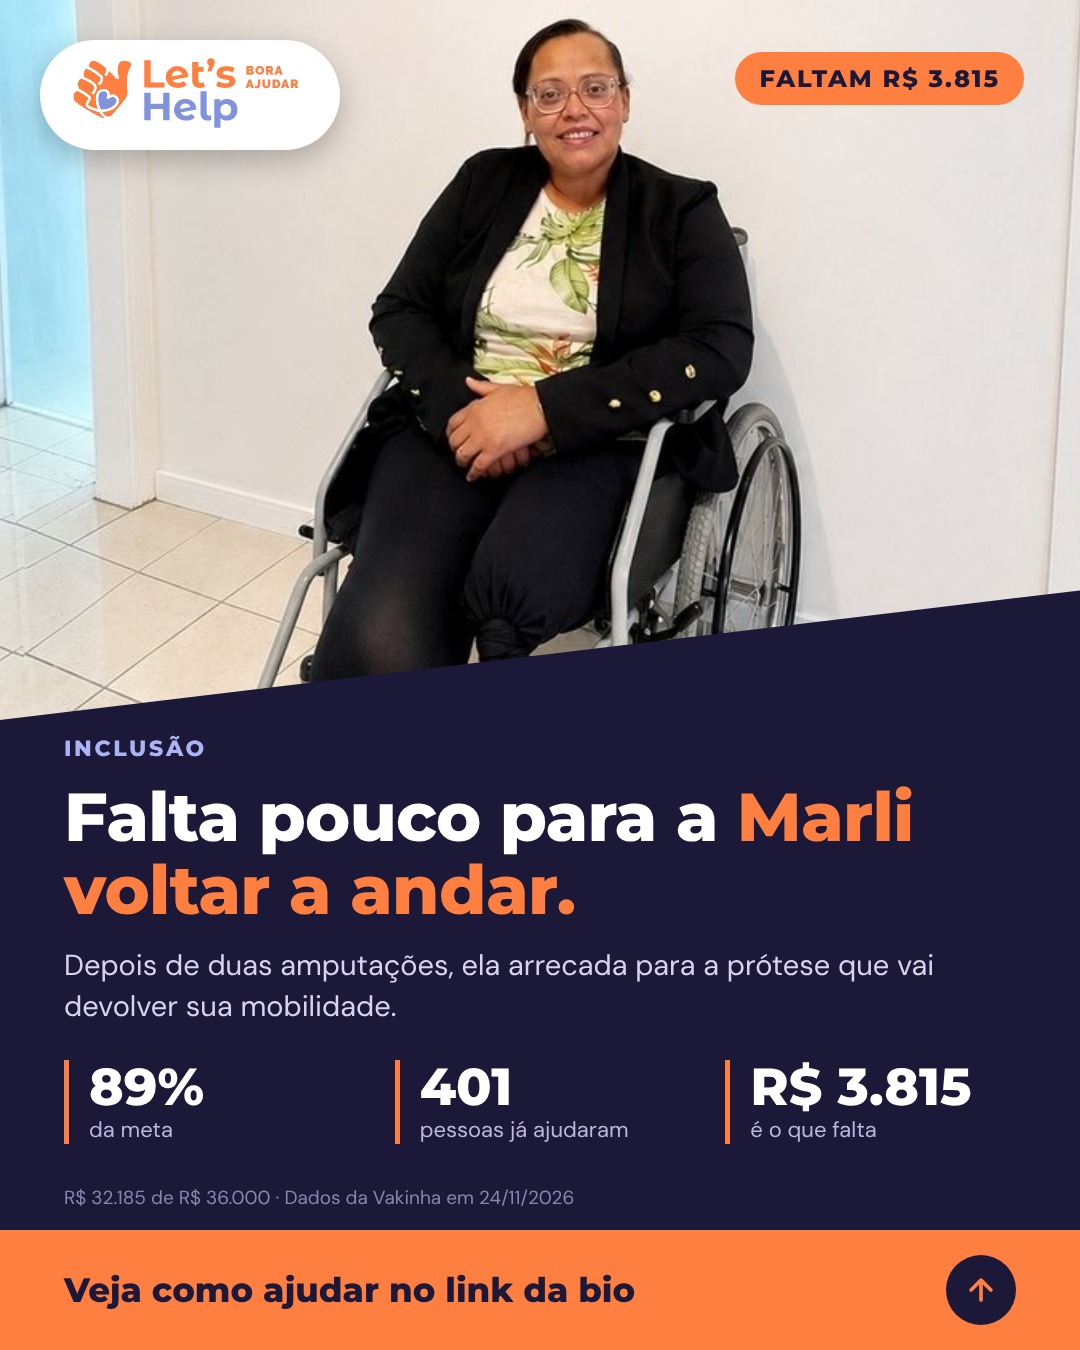 Let's
Help
BORA
AJUDAR
FALTAM R$ 3.815
INCLUSÃO
Falta pouco para a Marli
voltar a andar.
Depois de duas amputações, ela arrecada para a prótese que vai
devolver sua mobilidade.
89%
da meta
401
pessoas já ajudaram
R$ 3.815
é o que falta
R$ 32.185 de R$ 36.000 · Dados da Vakinha em 24/11/2026
Veja como ajudar no link da bio